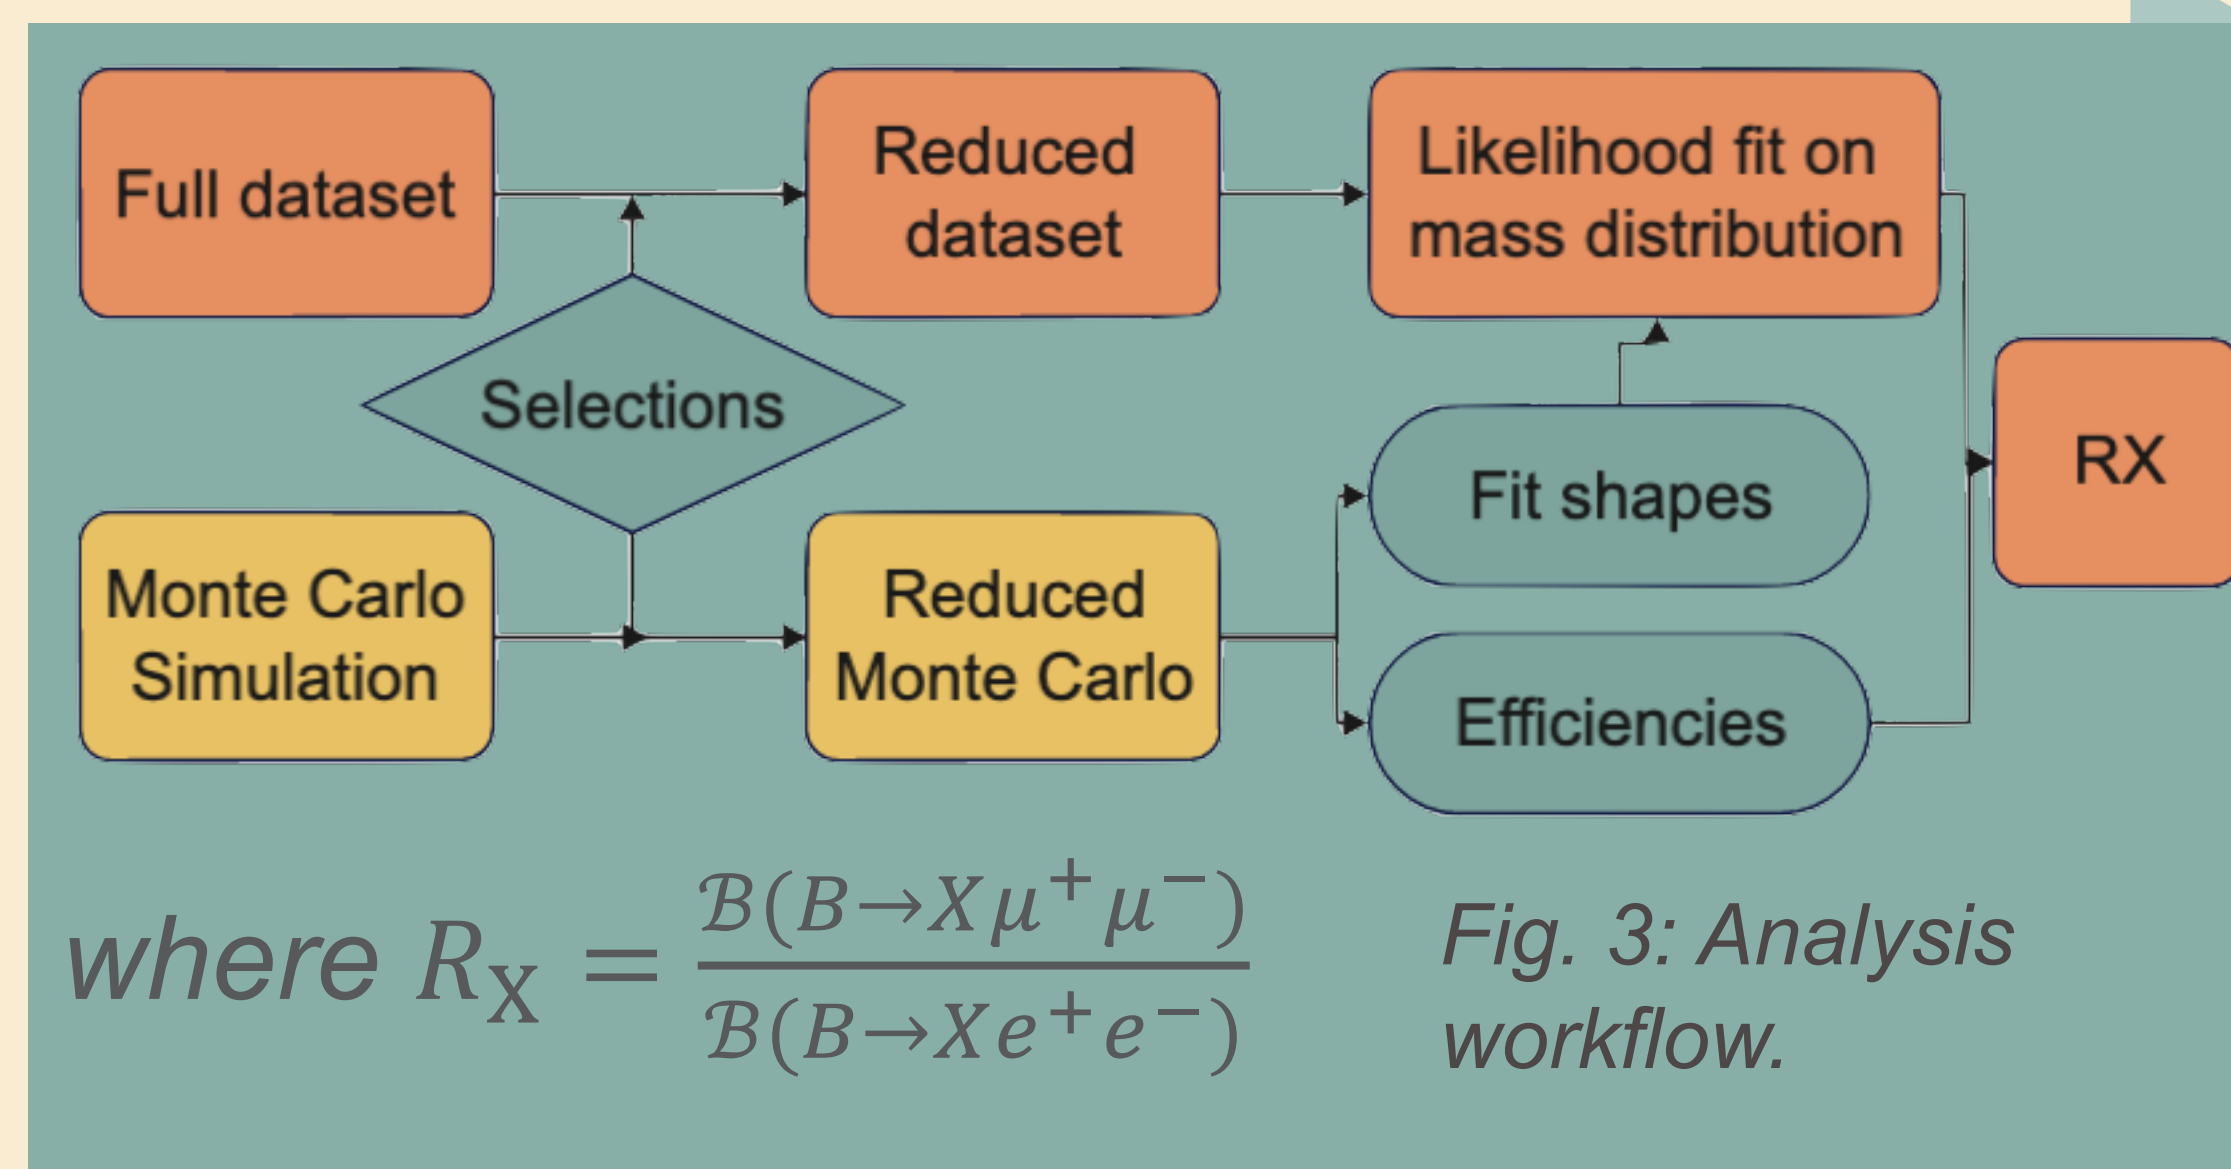 Full dataset
Reduced
dataset
Likelihood fit on
mass distribution
Selections
Monte Carlo
Simulation
Reduced
Monte Carlo
Fit shapes
Efficiencies
RX
where R_X = ℬ(B→Xμ⁺μ⁻) / ℬ(B→Xe⁺e⁻)
Fig. 3: Analysis
workflow.